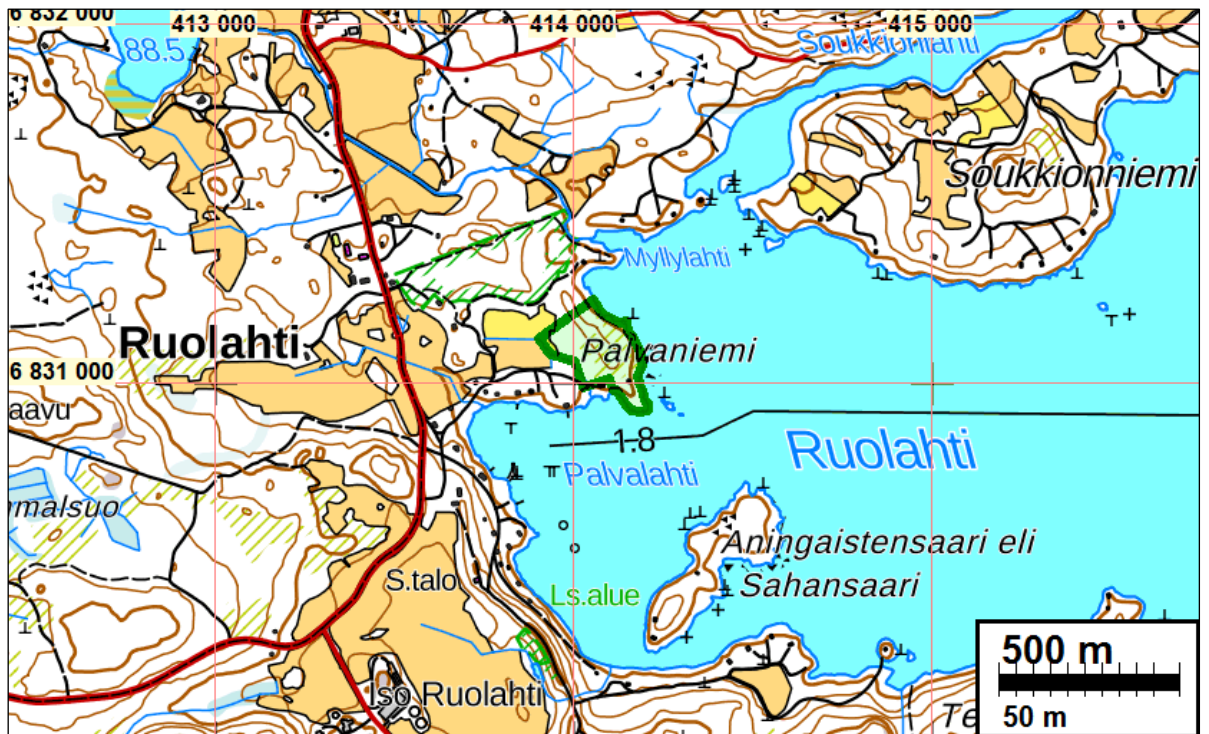 6 832 000
413 000
414 000
415 000
88.5
Soukkionlahti
Soukkionniemi
Myllylahti
Ruolahti
Palvaniemi
6 831 000
aavu
1.8
Ruolahti
Palvalahti
malsuo
Aningaistensaari eli
Sahansaari
S.talo
Ls.alue
Iso Ruolahti
500 m
50 m
Te